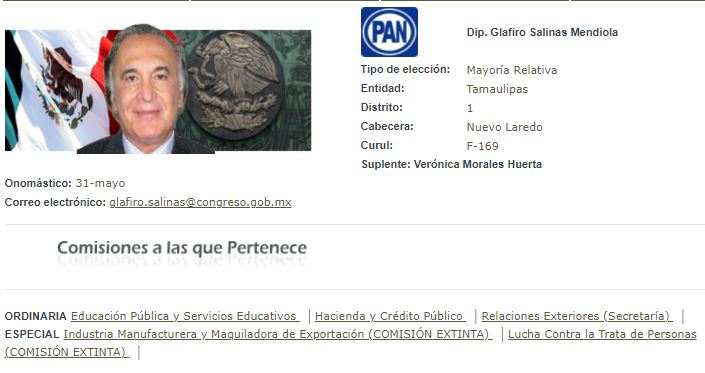 PAN
Dip. Glafiro Salinas Mendiola
Tipo de elección: Mayoría Relativa
Entidad: Tamaulipas
Distrito: 1
Cabecera: Nuevo Laredo
Curul: F-169
Suplente: Verónica Morales Huerta
Onomástico: 31-mayo
Correo electrónico: glafiro.salinas@congreso.gob.mx
Comisiones a las que Pertenece
ORDINARIA Educación Pública y Servicios Educativos | Hacienda y Crédito Público | Relaciones Exteriores (Secretaría) |
ESPECIAL Industria Manufacturera y Maquiladora de Exportación (COMISIÓN EXTINTA) | Lucha Contra la Trata de Personas
(COMISIÓN EXTINTA) |